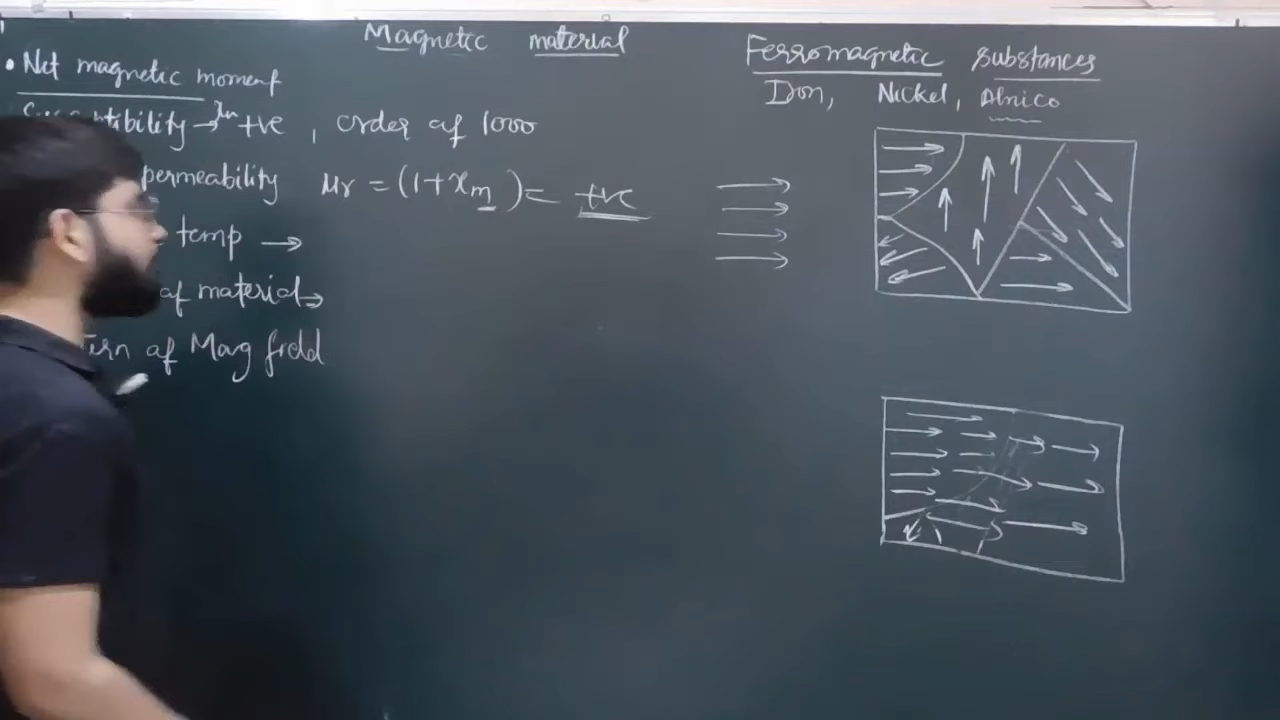 Magnetic material
• Net magnetic moment
→ χm +ve , order of 1000
permeability μr = (1+χm) = +ve
temp →
of material →
of Mag field
Ferromagnetic substances
Iron, Nickel, Alnico